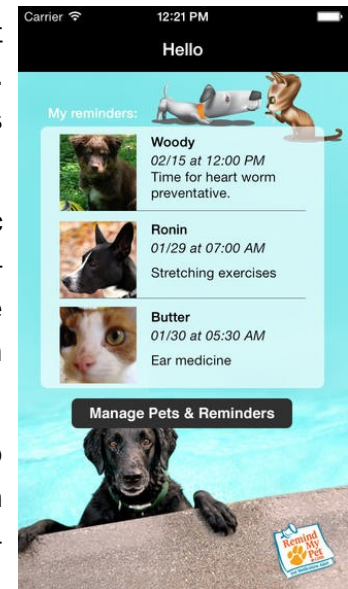 Carrier 12:21 PM
Hello
My reminders:
Woody
02/15 at 12:00 PM
Time for heart worm
preventative.
Ronin
01/29 at 07:00 AM
Stretching exercises
Butter
01/30 at 05:30 AM
Ear medicine
Manage Pets & Reminders
Remind
My
Pet